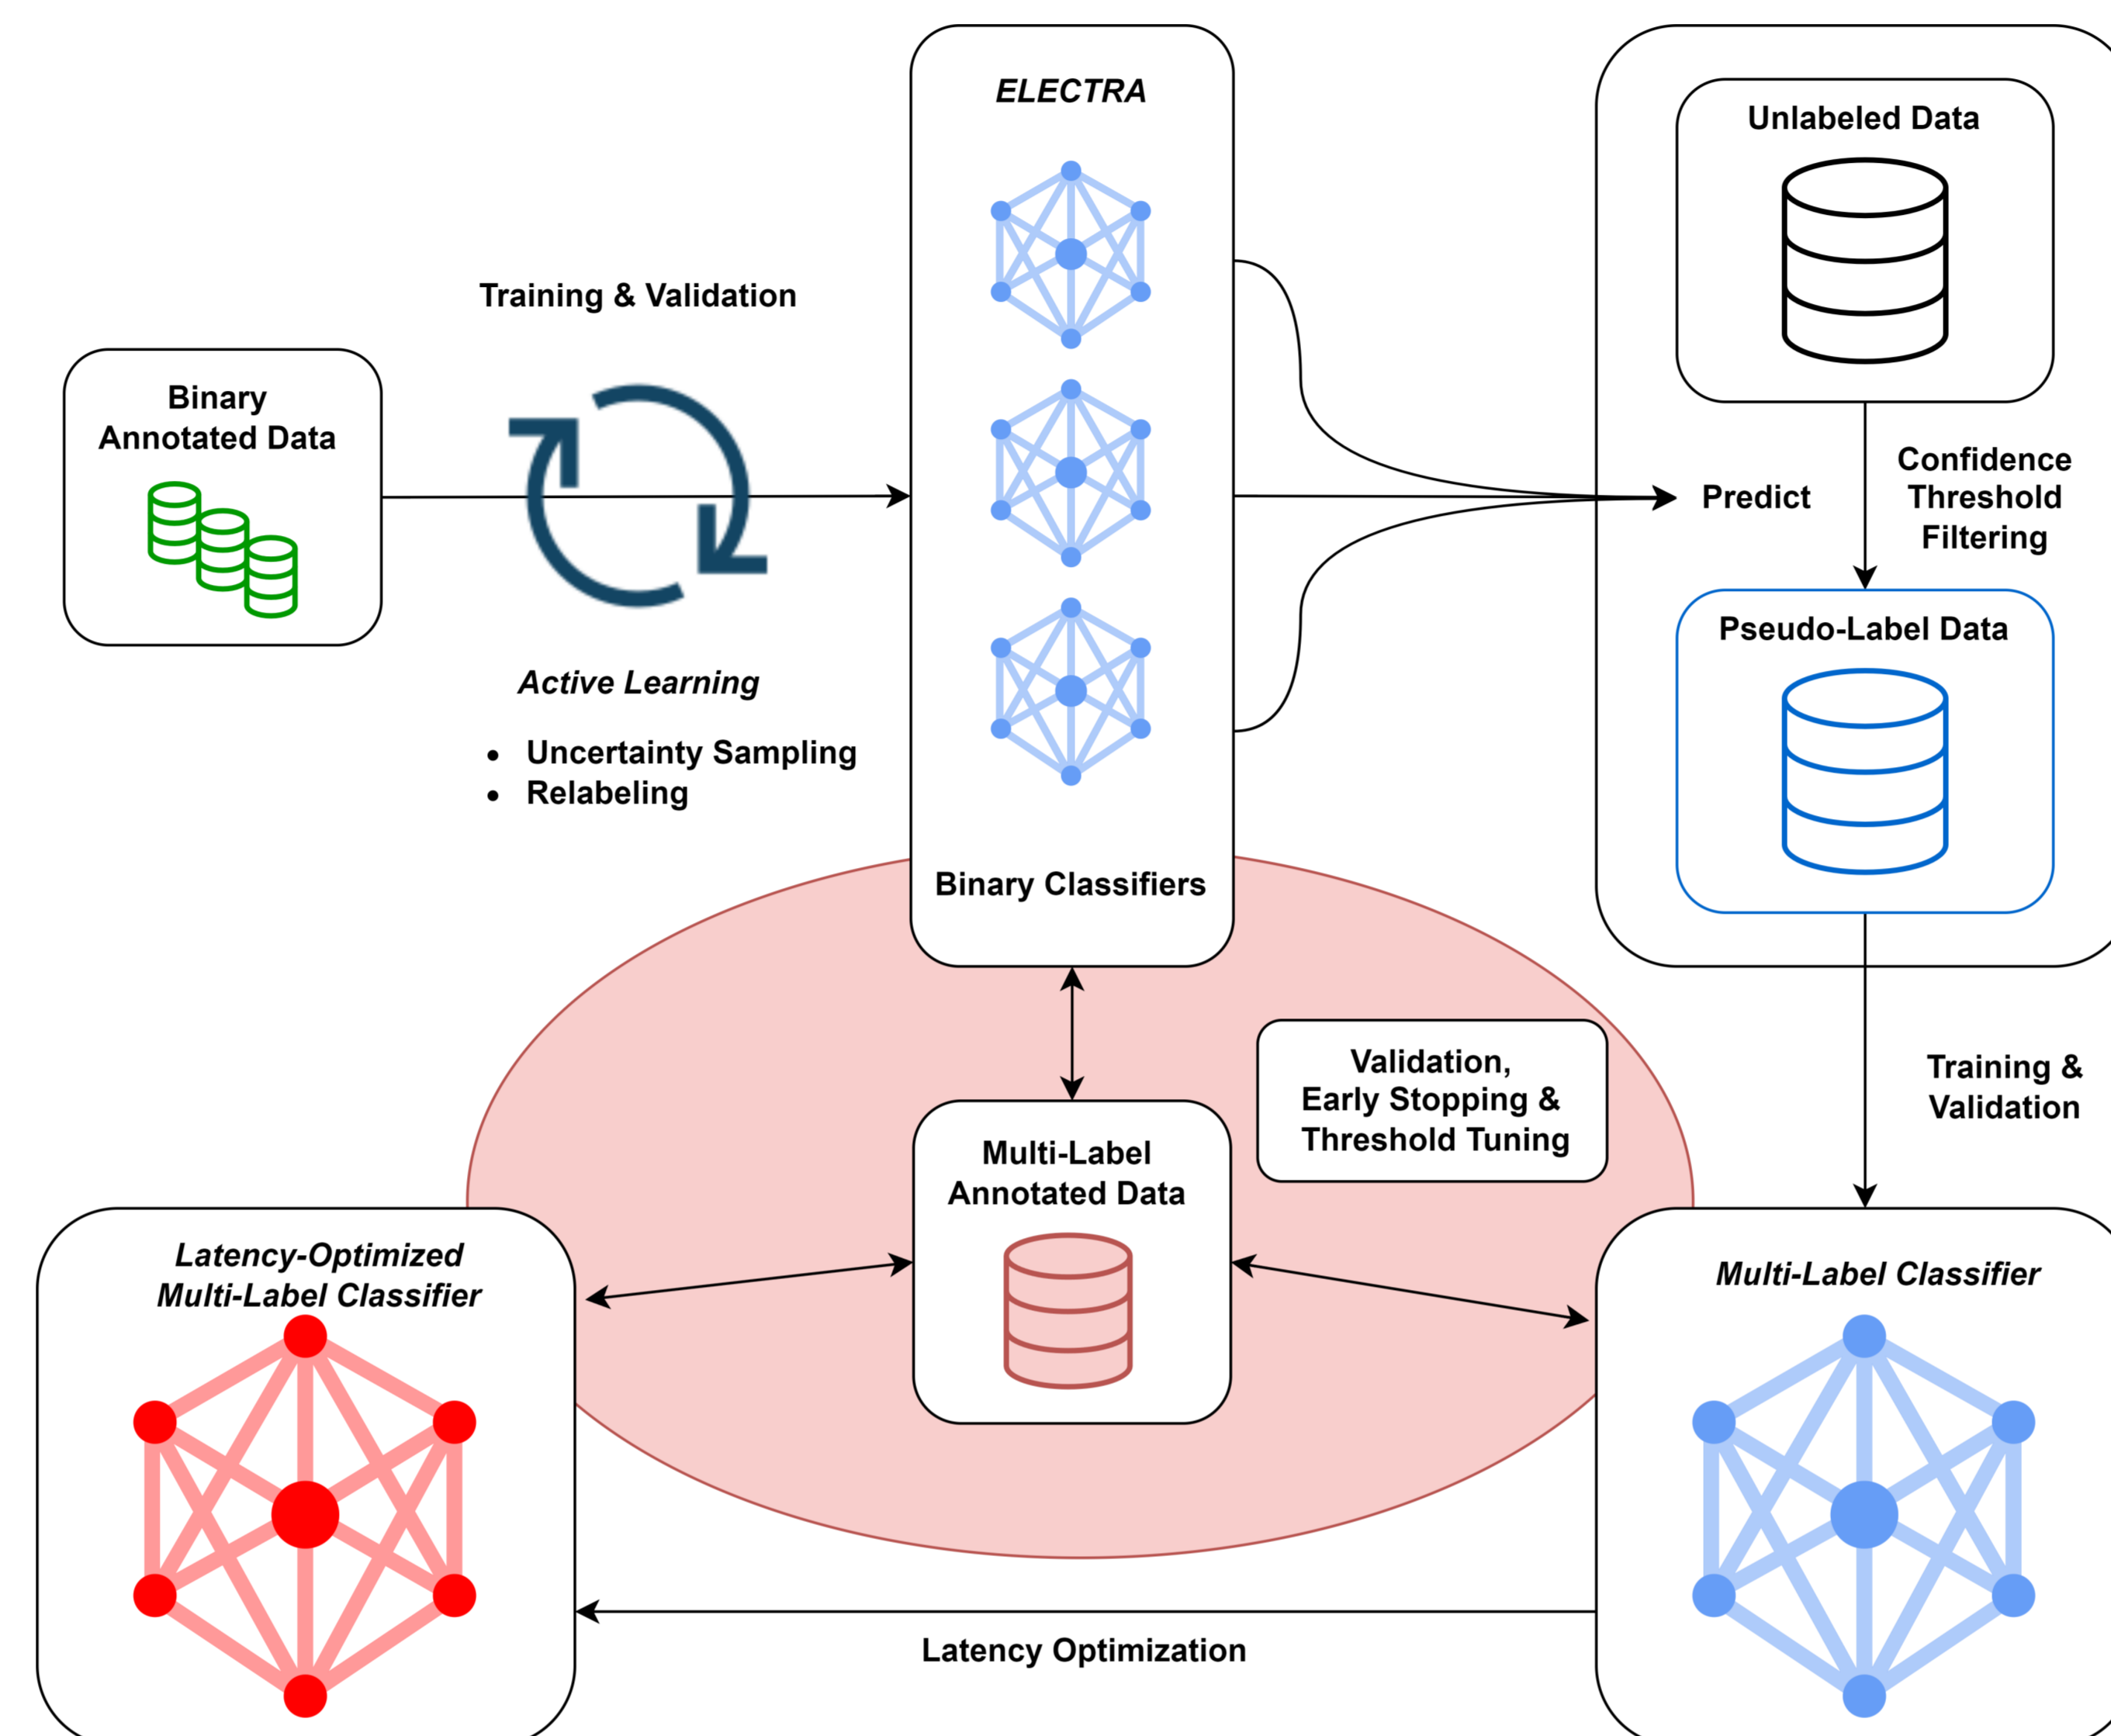 ELECTRA
Unlabeled Data
Training & Validation
Binary
Annotated Data
Confidence
Threshold
Filtering
Predict
Pseudo-Label Data
Active Learning
• Uncertainty Sampling
• Relabeling
Binary Classifiers
Validation,
Early Stopping &
Threshold Tuning
Training &
Validation
Multi-Label
Annotated Data
Latency-Optimized
Multi-Label Classifier
Multi-Label Classifier
Latency Optimization